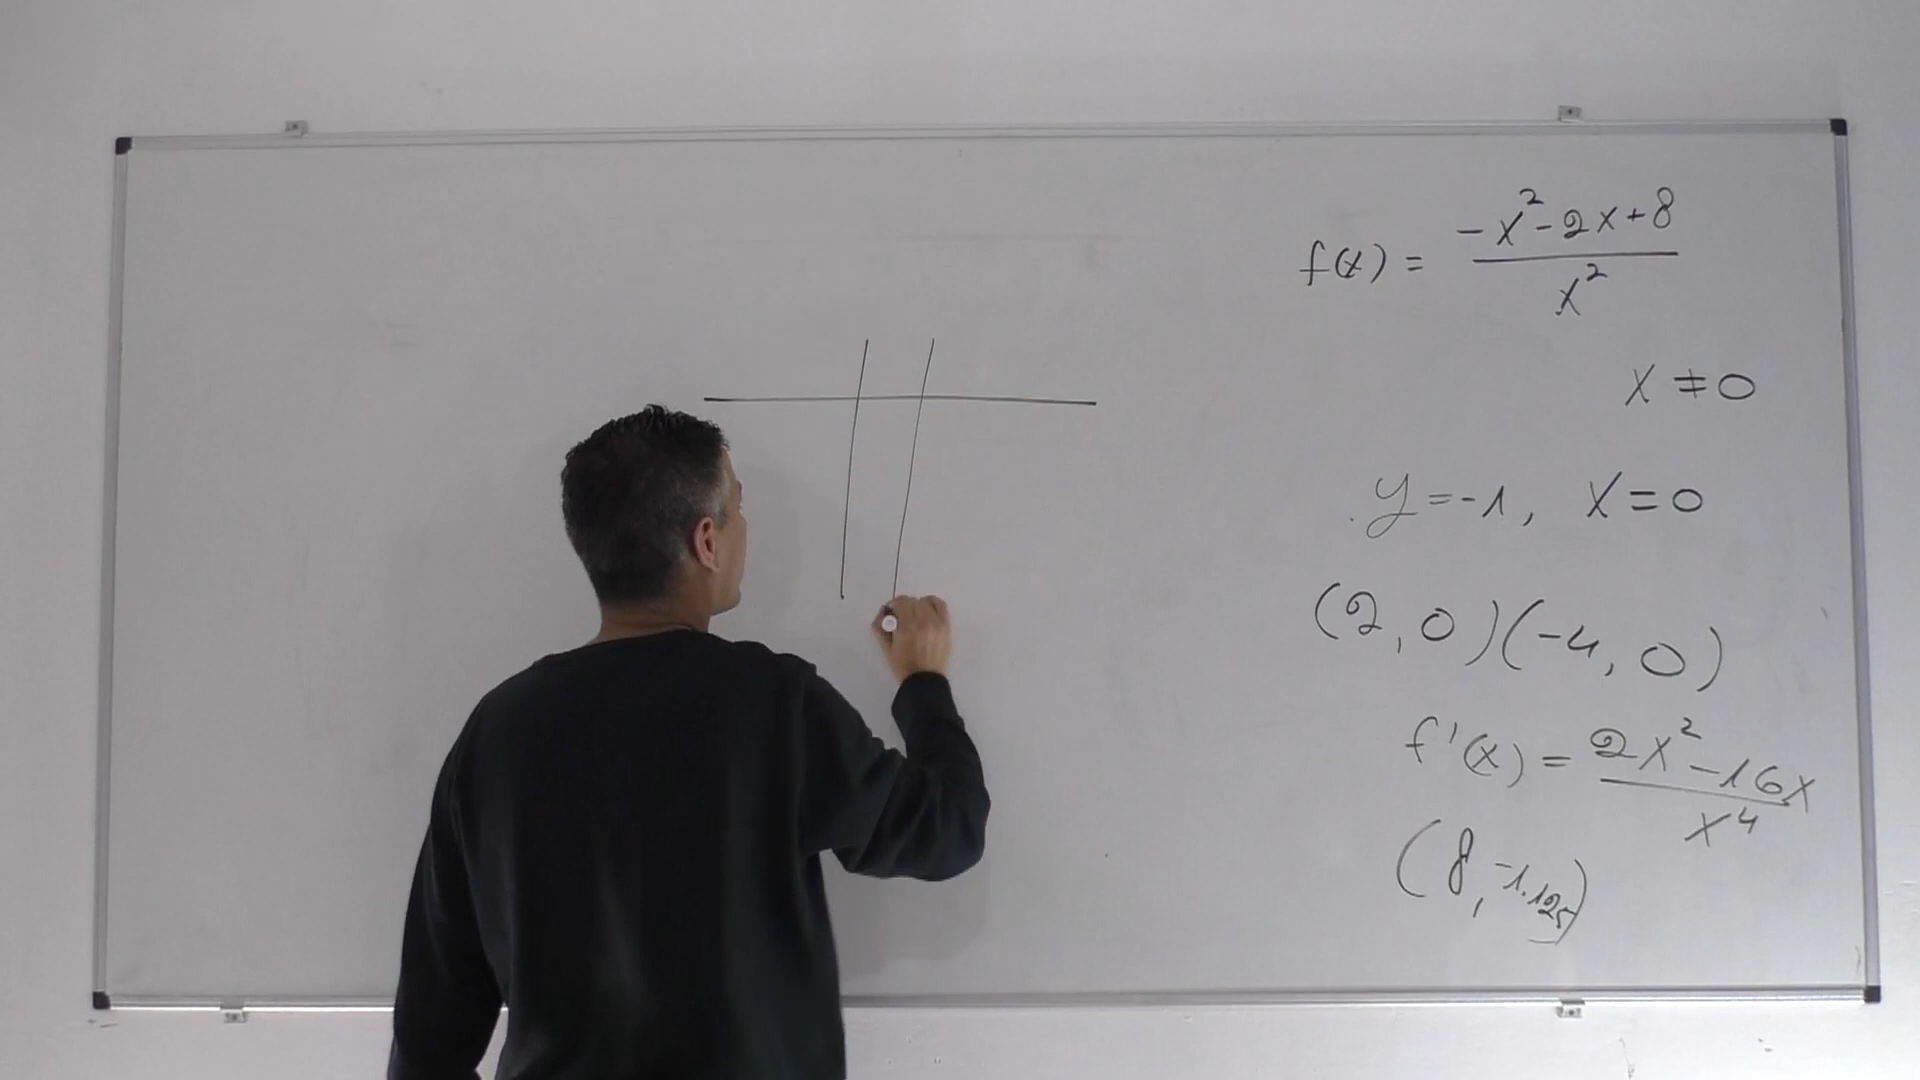 f(x) = (-x²-2x+8)/x²
x ≠ 0
y=-1, x=0
(2,0)(-4,0)
f'(x) = (2x²-16x)/x⁴
(8,-1.125)